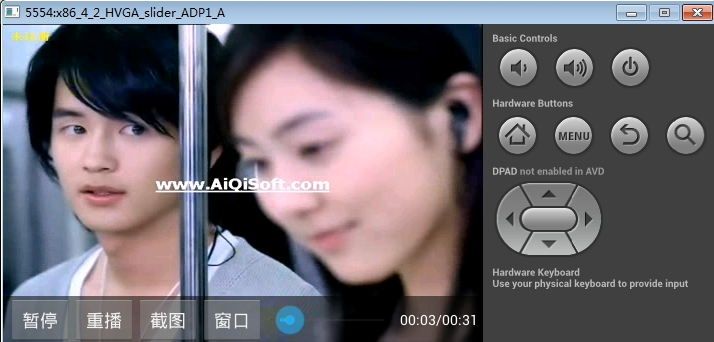 5554:x86_4_2_HVGA_slider_ADP1_A
www.AiQiSoft.com
暂停 重播 截图 窗口 00:03/00:31
Basic Controls
Hardware Buttons
MENU
DPAD not enabled in AVD
Hardware Keyboard
Use your physical keyboard to provide input